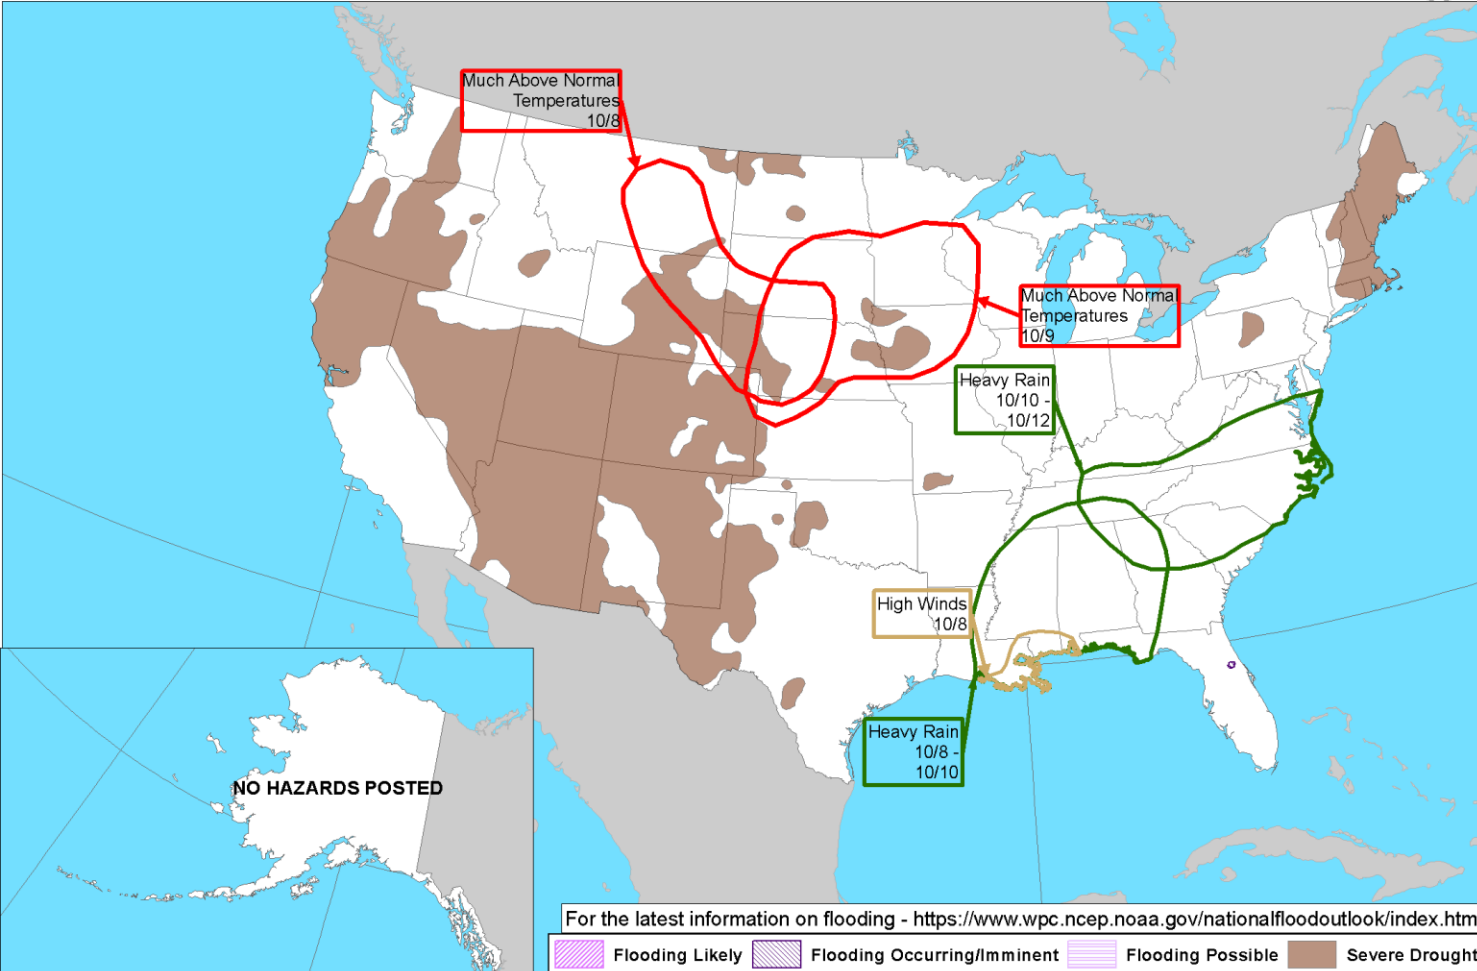 Much Above Normal
Temperatures
10/8
Much Above Normal
Temperatures
10/9
Heavy Rain
10/10 -
10/12
High Winds
10/8
Heavy Rain
10/8 -
10/10
NO HAZARDS POSTED
For the latest information on flooding - https://www.wpc.ncep.noaa.gov/nationalfloodoutlook/index.htm
Flooding Likely
Flooding Occurring/Imminent
Flooding Possible
Severe Drought